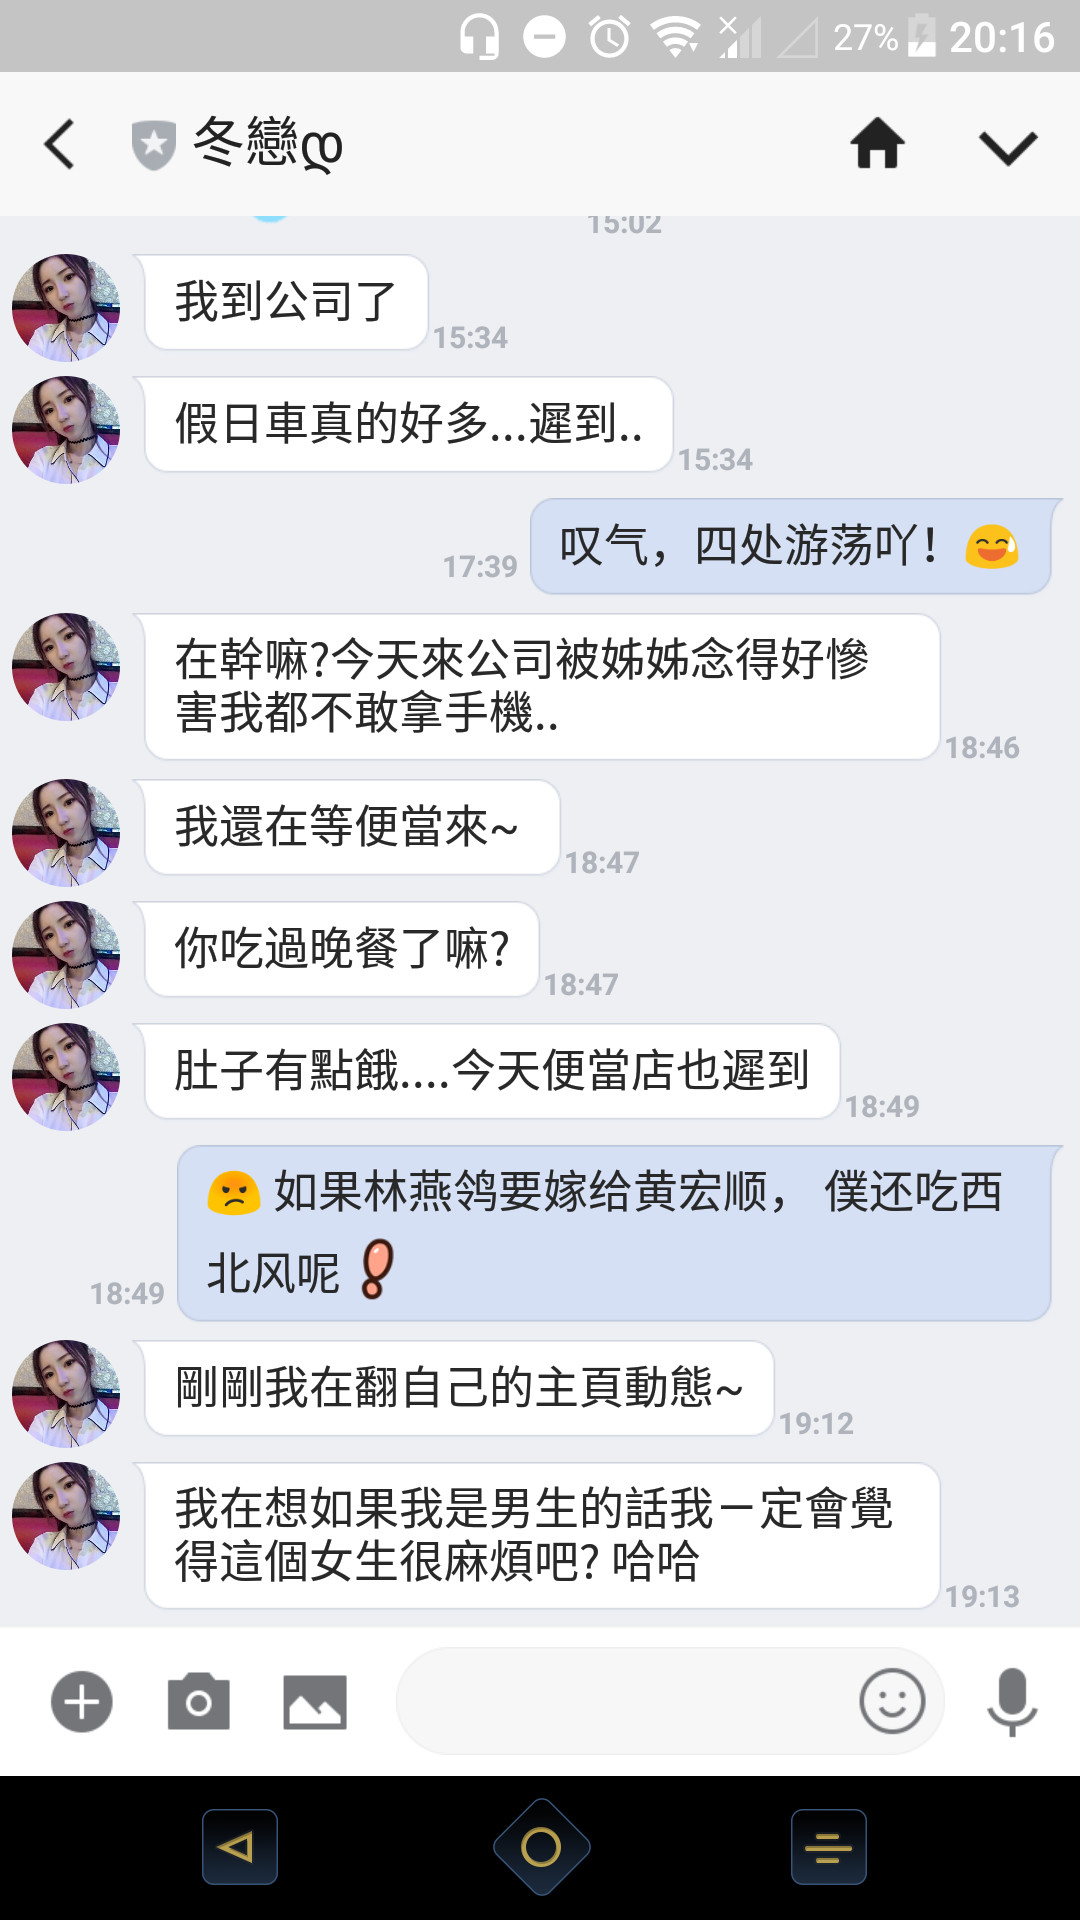 27% 20:16
冬戀ღ
15:02
我到公司了
15:34
假日車真的好多...遲到..
15:34
叹气，四处游荡吖！😅
17:39
在幹嘛?今天來公司被姊姊念得好慘
害我都不敢拿手機..
18:46
我還在等便當來~
18:47
你吃過晚餐了嘛?
18:47
肚子有點餓....今天便當店也遲到
18:49
😡 如果林燕鸰要嫁给黄宏顺， 僕还吃西
北风呢❗
18:49
剛剛我在翻自己的主頁動態~
19:12
我在想如果我是男生的話我ㄧ定會覺
得這個女生很麻煩吧? 哈哈
19:13